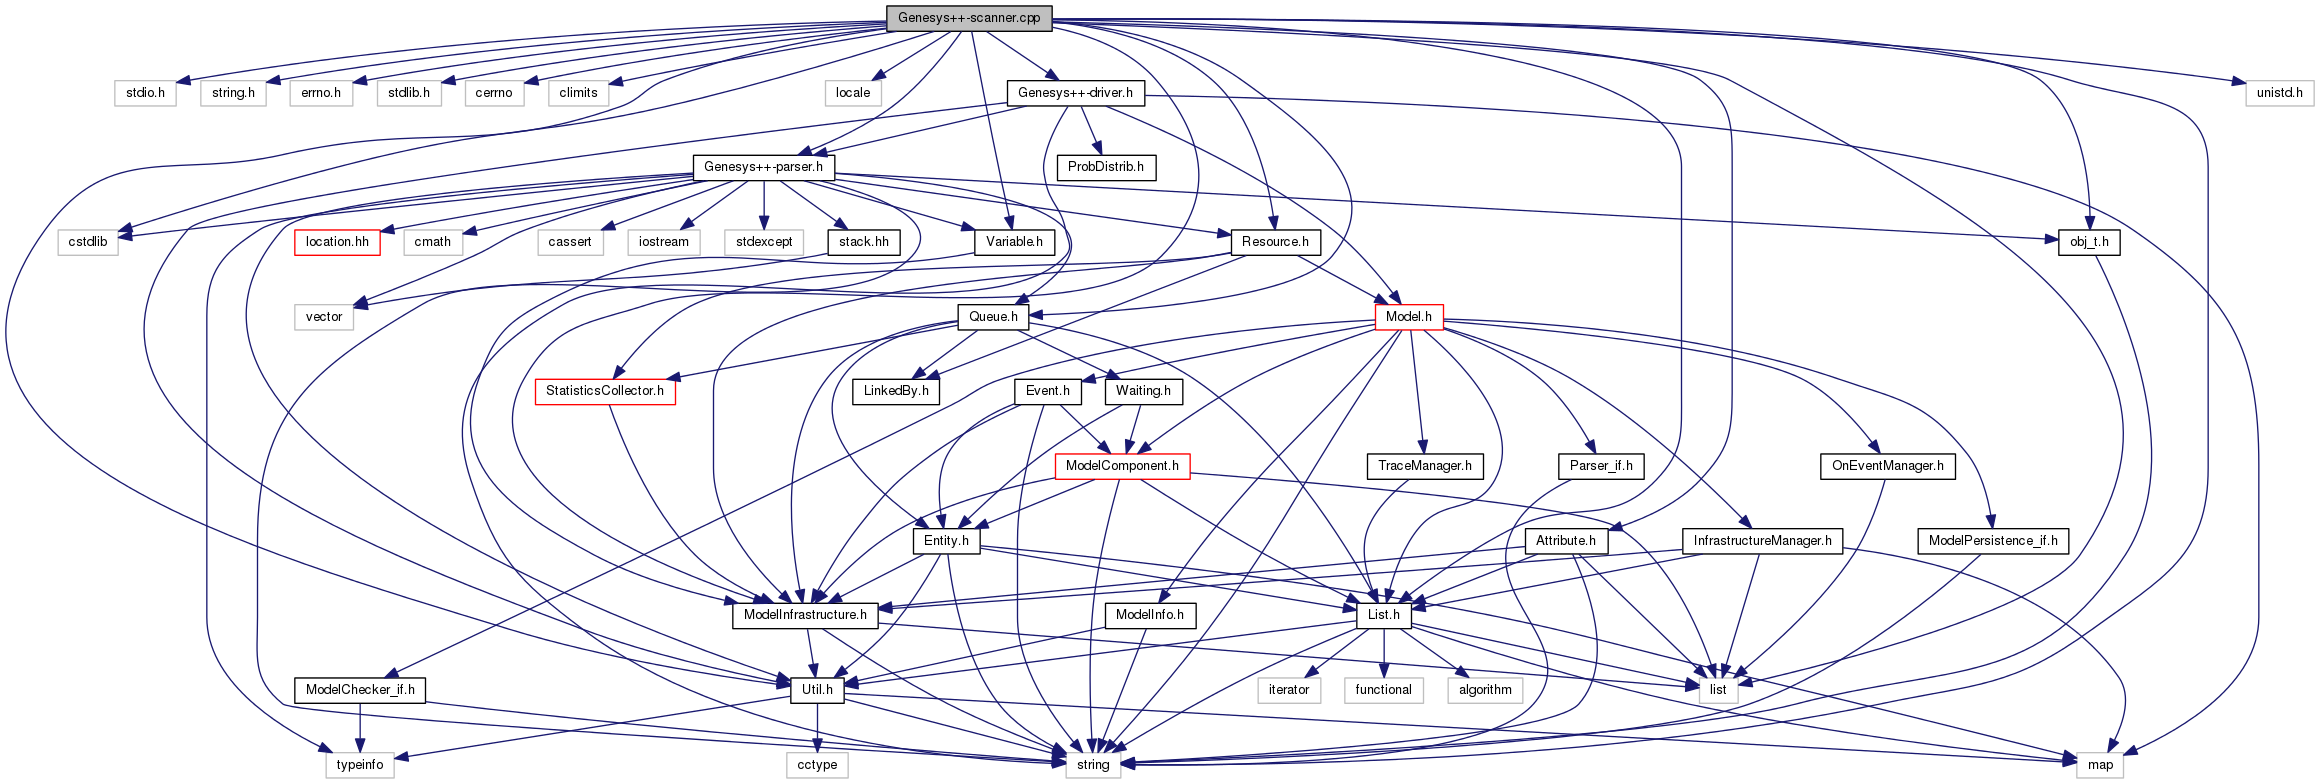 Genesys++-scanner.cpp
stdio.h
string.h
errno.h
stdlib.h
cerrno
climits
locale
Genesys++-driver.h
unistd.h
Genesys++-parser.h
ProbDistrib.h
cstdlib
location.hh
cmath
cassert
iostream
stdexcept
stack.hh
Variable.h
Resource.h
obj_t.h
vector
Queue.h
Model.h
StatisticsCollector.h
LinkedBy.h
Event.h
Waiting.h
ModelComponent.h
TraceManager.h
Parser_if.h
OnEventManager.h
Entity.h
Attribute.h
InfrastructureManager.h
ModelPersistence_if.h
ModelInfrastructure.h
ModelInfo.h
List.h
ModelChecker_if.h
Util.h
iterator
functional
algorithm
list
typeinfo
cctype
string
map